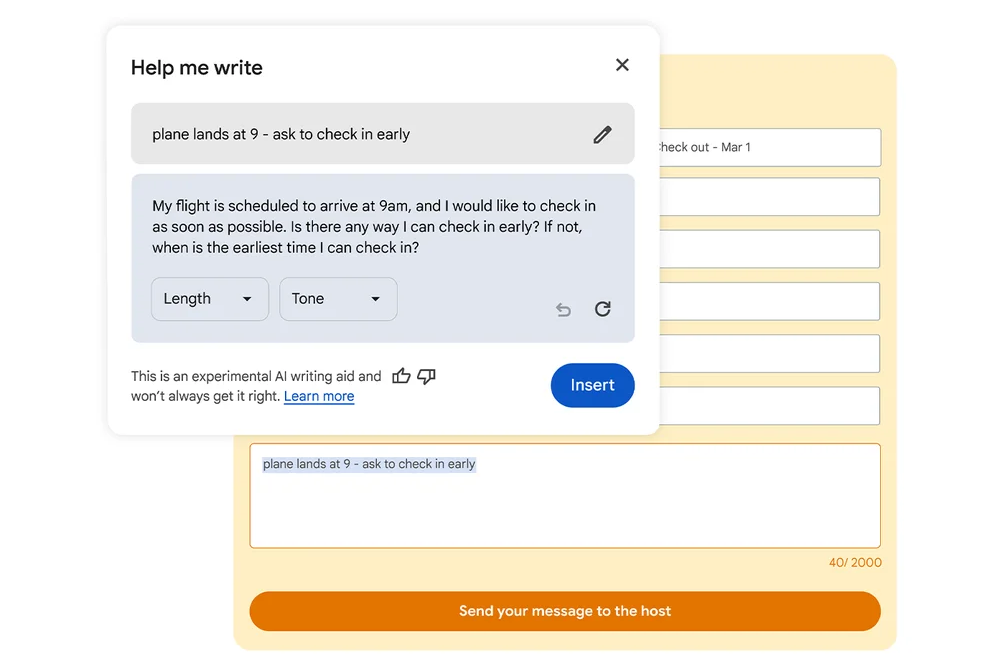 Help me write
plane lands at 9 - ask to check in early
My flight is scheduled to arrive at 9am, and I would like to check in
as soon as possible. Is there any way I can check in early? If not,
when is the earliest time I can check in?
Length
Tone
This is an experimental AI writing aid and
won’t always get it right. Learn more
Insert
out - Mar 1
plane lands at 9 - ask to check in early
40/ 2000
Send your message to the host